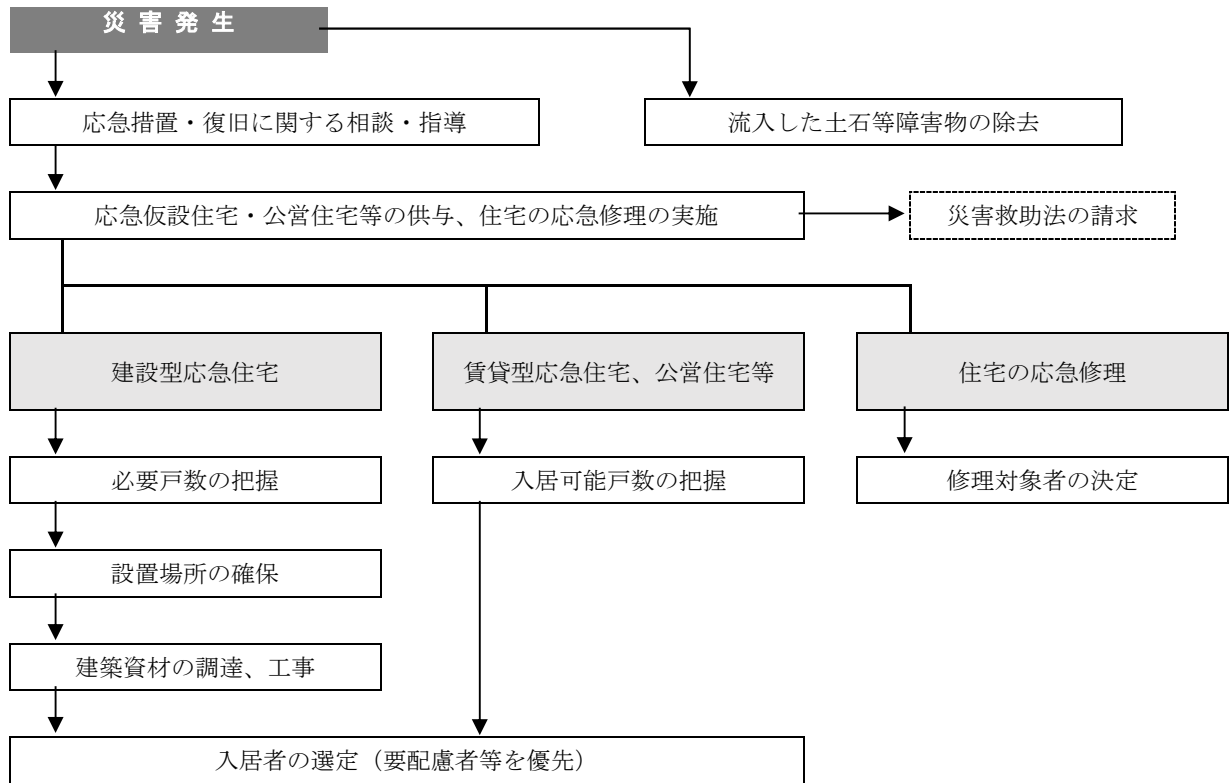 災害発生
応急措置・復旧に関する相談・指導
流入した土石等障害物の除去
応急仮設住宅・公営住宅等の供与、住宅の応急修理の実施
災害救助法の請求
建設型応急住宅
賃貸型応急住宅、公営住宅等
住宅の応急修理
必要戸数の把握
入居可能戸数の把握
修理対象者の決定
設置場所の確保
建築資材の調達、工事
入居者の選定（要配慮者等を優先）